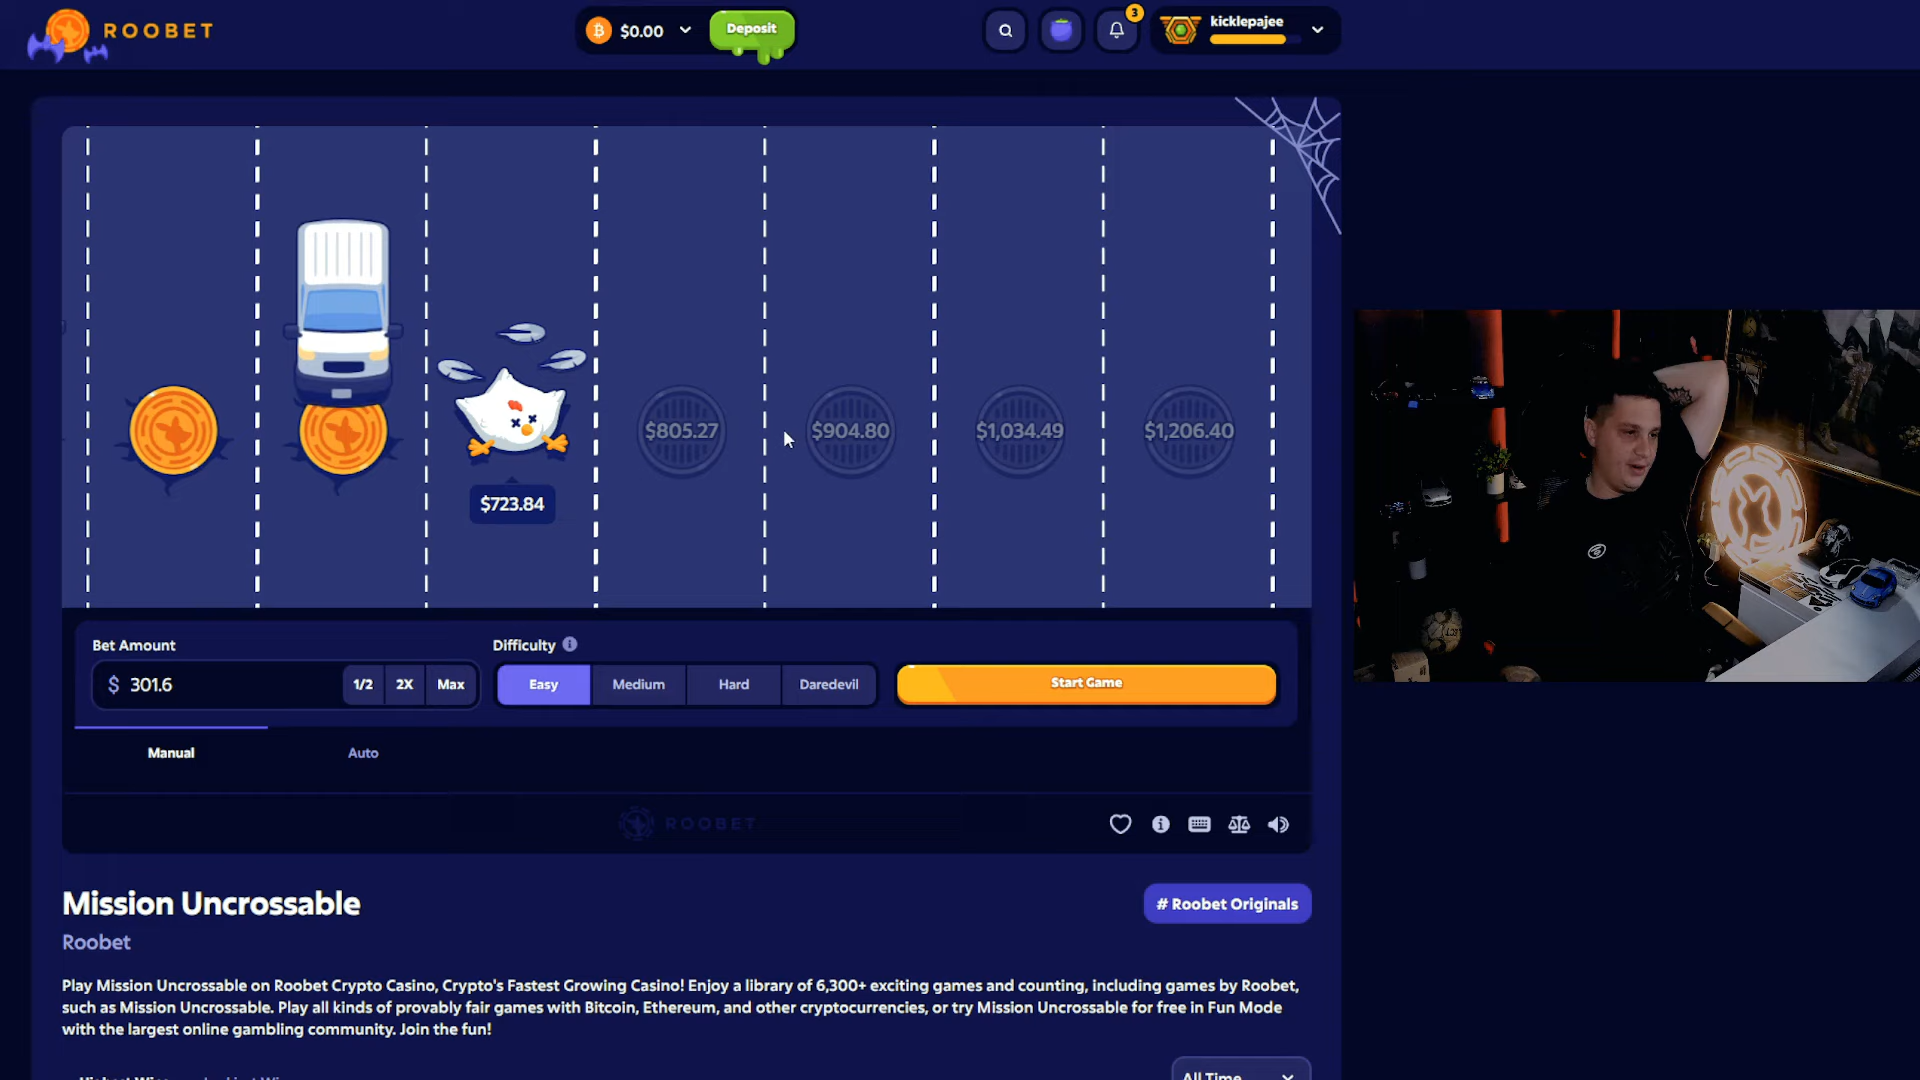 ROOBET
$0.00
Deposit
3
kicklepajee
$805.27
$904.80
$1,034.49
$1,206.40
$723.84
Bet Amount
Difficulty
$ 301.6
1/2
2X
Max
Easy
Medium
Hard
Daredevil
Start Game
Manual
Auto
ROOBET
Mission Uncrossable
# Roobet Originals
Roobet
Play Mission Uncrossable on Roobet Crypto Casino, Crypto's Fastest Growing Casino! Enjoy a library of 6,300+ exciting games and counting, including games by Roobet,
such as Mission Uncrossable. Play all kinds of provably fair games with Bitcoin, Ethereum, and other cryptocurrencies, or try Mission Uncrossable for free in Fun Mode
with the largest online gambling community. Join the fun!
All Time